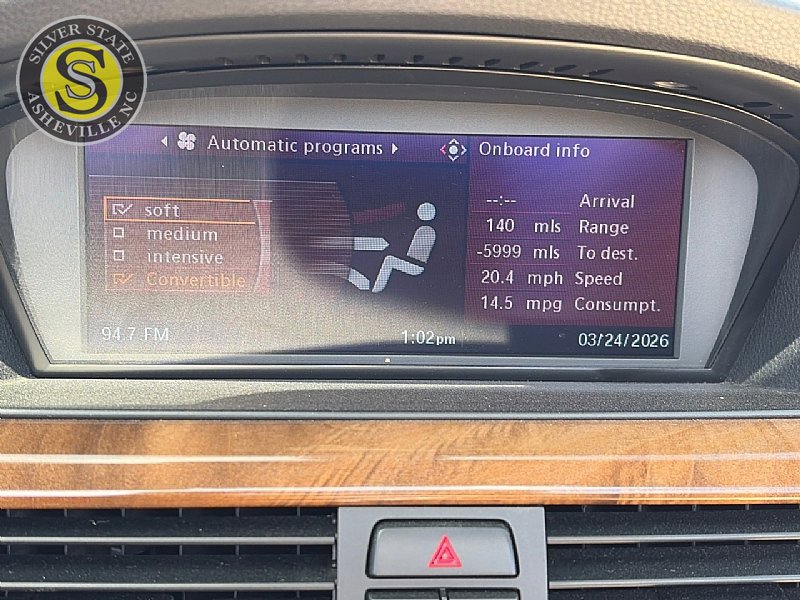 SILVER STATE
S
ASHEVILLE NC
Automatic programs
soft
medium
intensive
Convertible
Onboard info
--:-- Arrival
140 mls Range
-5999 mls To dest.
20.4 mph Speed
14.5 mpg Consumpt.
94.7 FM 1:02pm 03/24/2026